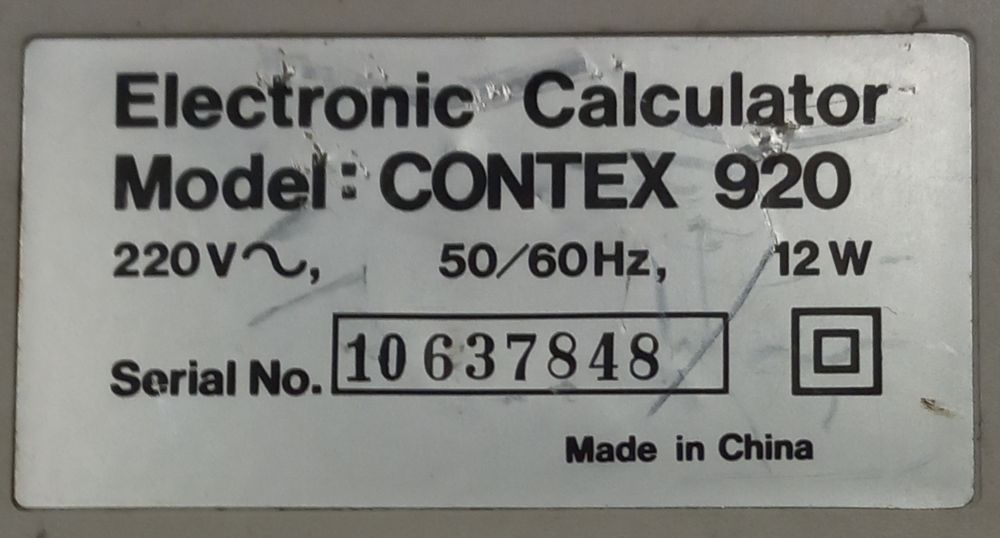 Electronic Calculator
Model: CONTEX 920
220V∿, 50/60Hz, 12W
Serial No. 10637848
Made in China